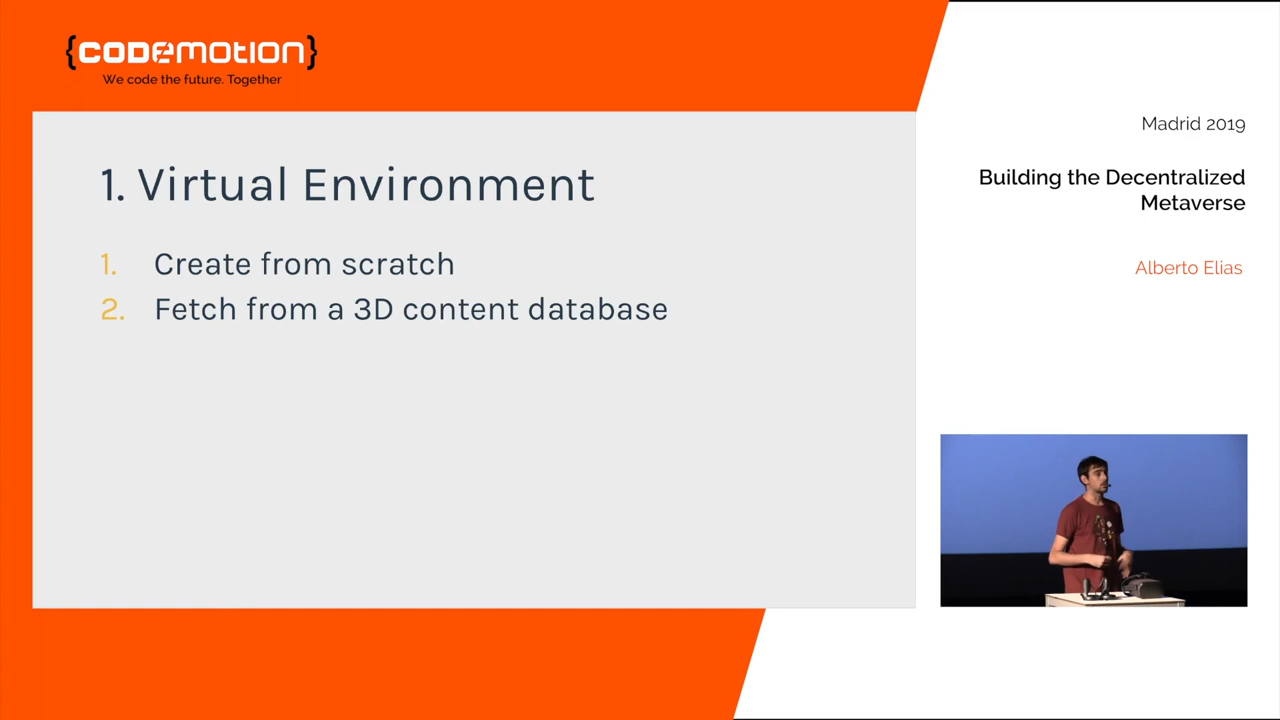 {CODEMOTION}
We code the future. Together
1. Virtual Environment
1. Create from scratch
2. Fetch from a 3D content database
Madrid 2019
Building the Decentralized
Metaverse
Alberto Elias